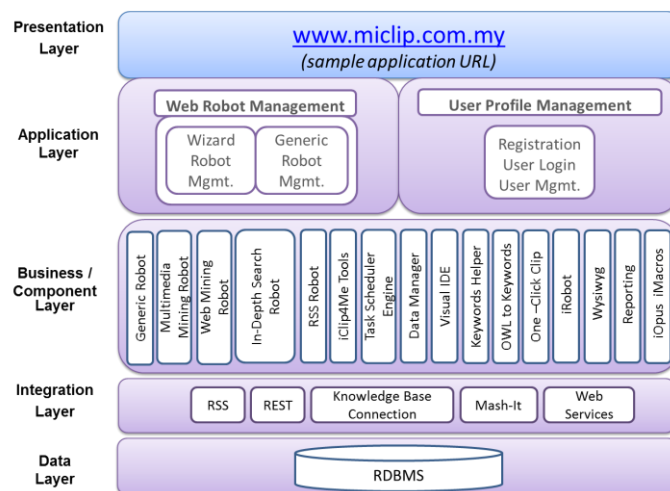 Presentation
Layer
www.miclip.com.my
(sample application URL)
Application
Layer
Web Robot Management
Wizard
Robot
Mgmt.
Generic
Robot
Mgmt.
User Profile Management
Registration
User Login
User Mgmt.
Business /
Component
Layer
Generic Robot
Multimedia
Mining Robot
Web Mining
Robot
In-Depth Search
Robot
RSS Robot
iClip4Me Tools
Task Scheduler
Engine
Data Manager
Visual IDE
Keywords Helper
OWL to Keywords
One –Click Clip
iRobot
Wysiwyg
Reporting
iOpus iMacros
Integration
Layer
RSS
REST
Knowledge Base
Connection
Mash-It
Web
Services
Data
Layer
RDBMS